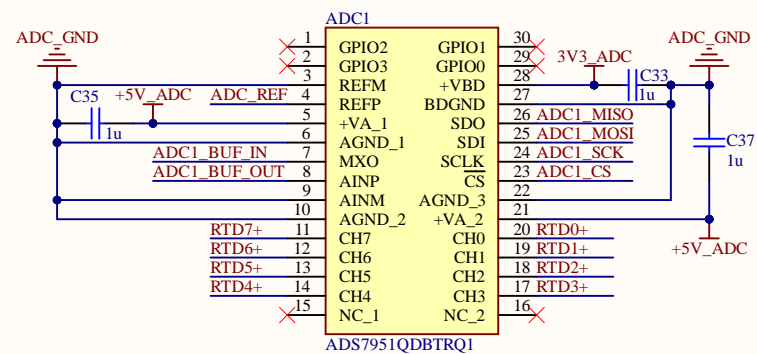 ADC1
ADC_GND
ADC_GND
1 GPIO2 GPIO1 30
2 GPIO3 GPIO0 29
3 REFM +VBD 28 3V3_ADC C33 1u
ADC_REF 4 REFP BDGND 27
C35 1u +5V_ADC 5 +VA_1 SDO 26 ADC1_MISO
6 AGND_1 SDI 25 ADC1_MOSI
ADC1_BUF_IN 7 MXO SCLK 24 ADC1_SCK
ADC1_BUF_OUT 8 AINP CS 23 ADC1_CS
C37 1u
9 AINM AGND_3 22
10 AGND_2 +VA_2 21
+5V_ADC
RTD7+ 11 CH7 CH0 20 RTD0+
RTD6+ 12 CH6 CH1 19 RTD1+
RTD5+ 13 CH5 CH2 18 RTD2+
RTD4+ 14 CH4 CH3 17 RTD3+
15 NC_1 NC_2 16
ADS7951QDBTRQ1